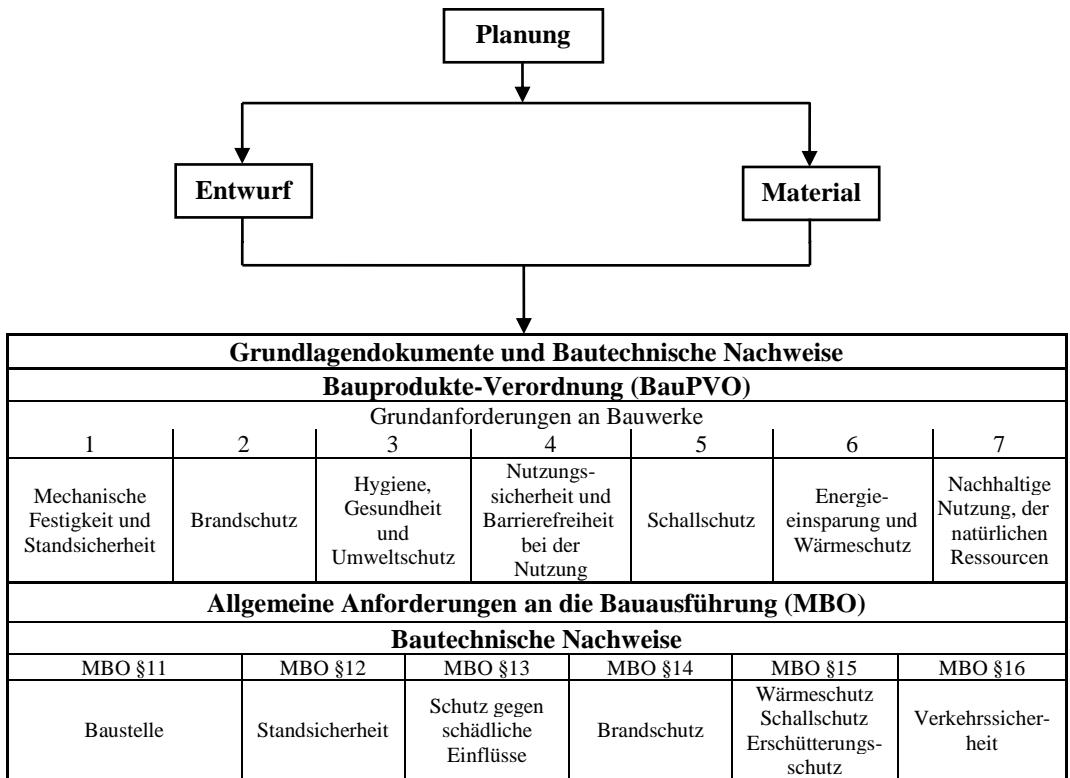 Planung
Entwurf
Material
Grundlagendokumente und Bautechnische Nachweise
Bauprodukte-Verordnung (BauPVO)
Grundanforderungen an Bauwerke
1 2 3 4 5 6 7
Mechanische
Festigkeit und
Standsicherheit
Brandschutz
Hygiene,
Gesundheit
und
Umweltschutz
Nutzungs-
sicherheit und
Barrierefreiheit
bei der
Nutzung
Schallschutz
Energie-
einsparung und
Wärmeschutz
Nachhaltige
Nutzung, der
natürlichen
Ressourcen
Allgemeine Anforderungen an die Bauausführung (MBO)
Bautechnische Nachweise
MBO §11 MBO §12 MBO §13 MBO §14 MBO §15 MBO §16
Baustelle
Standsicherheit
Schutz gegen
schädliche
Einflüsse
Brandschutz
Wärmeschutz
Schallschutz
Erschütterungs-
schutz
Verkehrssicher-
heit